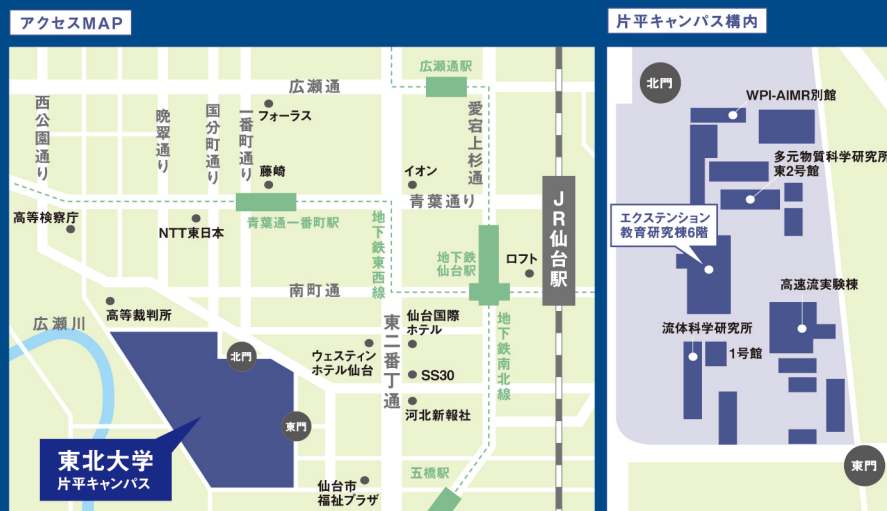 アクセスMAP
広瀬通駅
広瀬通
西公園通り
晩翠通り
国分町通り
一番町通り
愛宕上杉通
フォーラス
藤崎
イオン
青葉通り
JR仙台駅
高等検察庁
NTT東日本
青葉通一番町駅
地下鉄東西線
地下鉄
仙台駅
ロフト
南町通
高等裁判所
広瀬川
東二番丁通
仙台国際
ホテル
地下鉄南北線
北門
ウェスティン
ホテル仙台
SS30
河北新報社
東門
東北大学
片平キャンパス
五橋駅
仙台市
福祉プラザ
片平キャンパス構内
北門
WPI-AIMR別館
多元物質科学研究所
東2号館
エクステンション
教育研究棟6階
高速流実験棟
流体科学研究所
1号館
東門